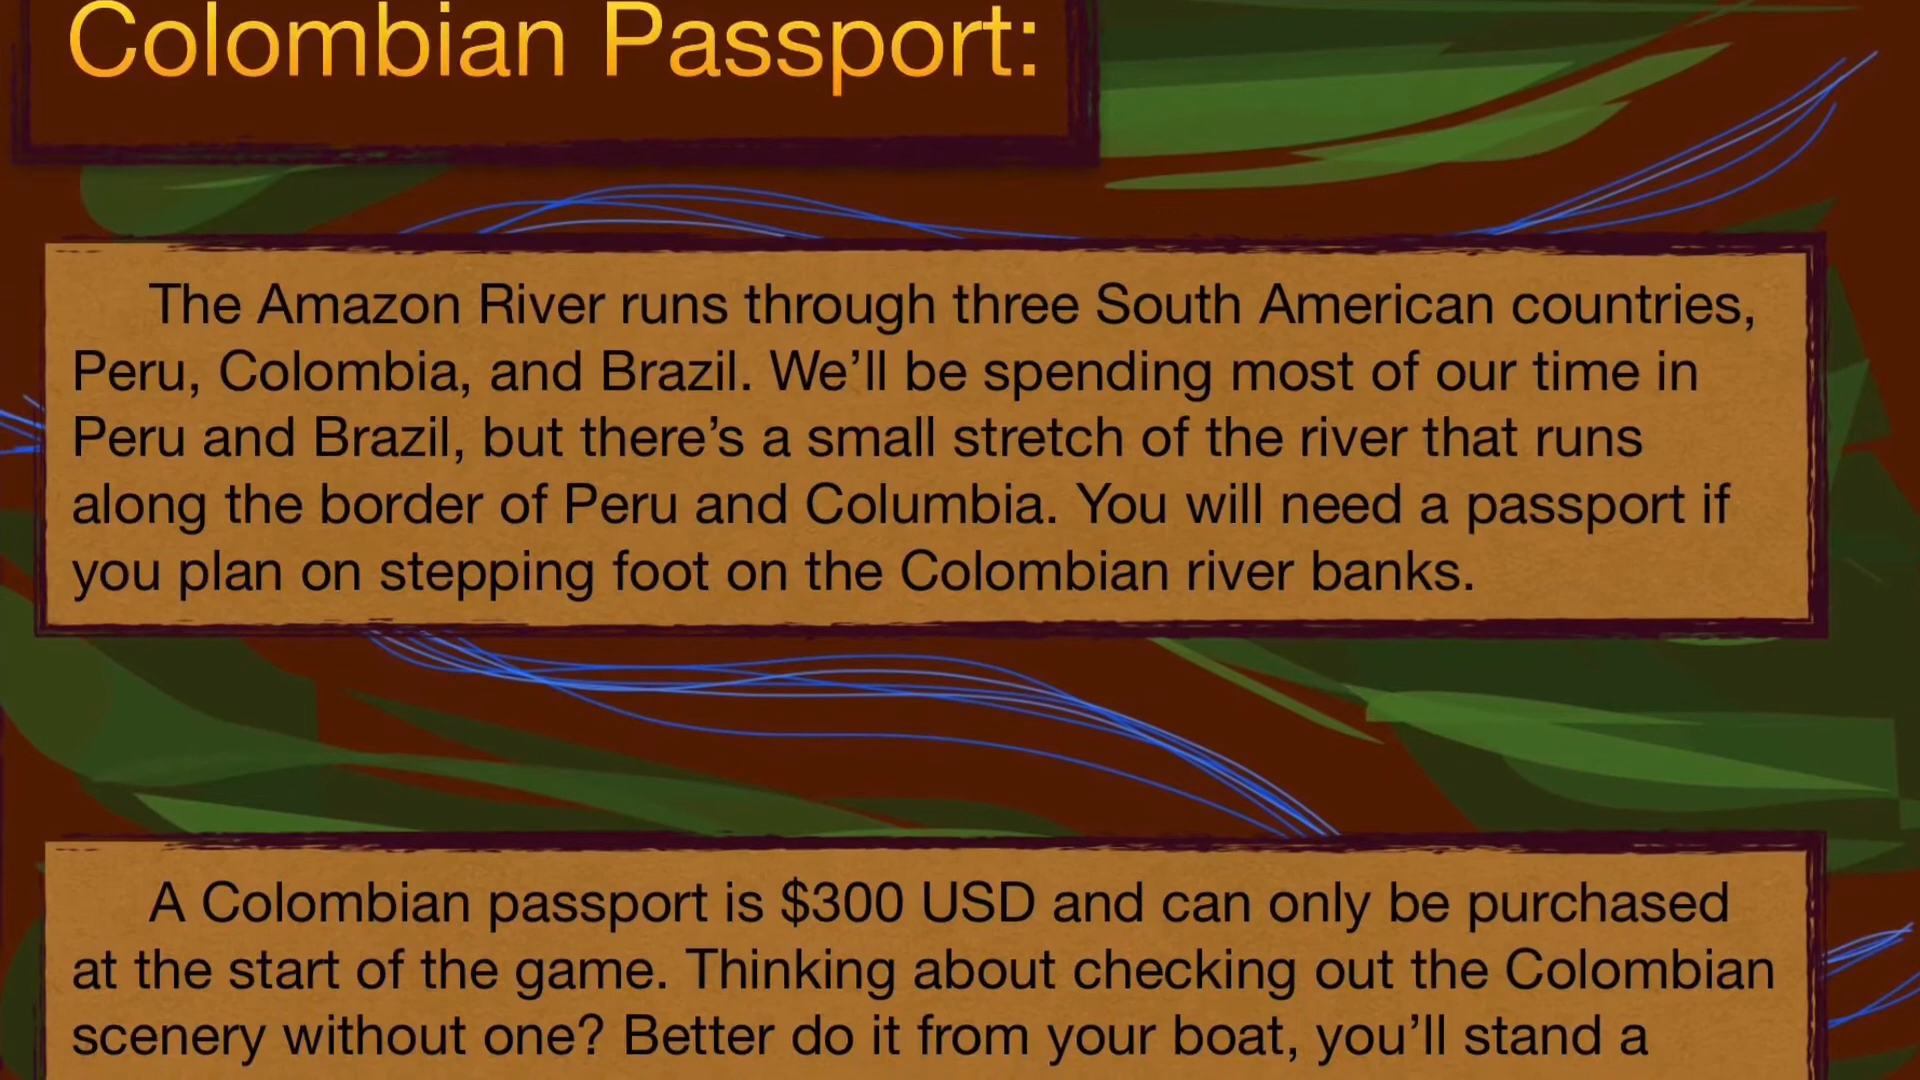 Colombian Passport:
The Amazon River runs through three South American countries,
Peru, Colombia, and Brazil. We’ll be spending most of our time in
Peru and Brazil, but there’s a small stretch of the river that runs
along the border of Peru and Columbia. You will need a passport if
you plan on stepping foot on the Colombian river banks.
A Colombian passport is $300 USD and can only be purchased
at the start of the game. Thinking about checking out the Colombian
scenery without one? Better do it from your boat, you’ll stand a